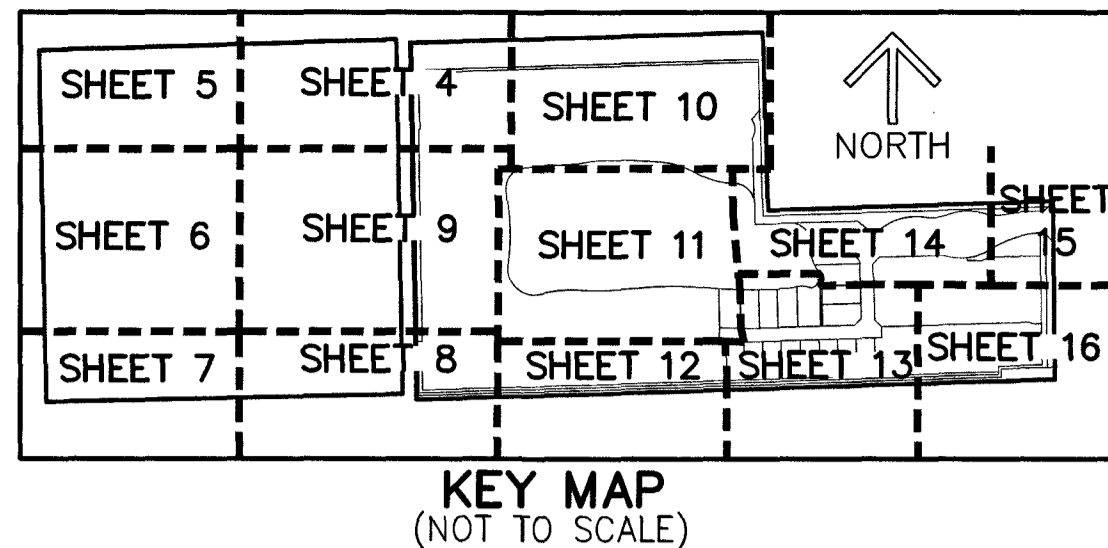 SHEET 5
SHEET 4
SHEET 10
NORTH
SHEET 6
SHEET 9
SHEET 11
SHEET 14
SHEET 15
SHEET 7
SHEET 8
SHEET 12
SHEET 13
SHEET 16
KEY MAP
(NOT TO SCALE)